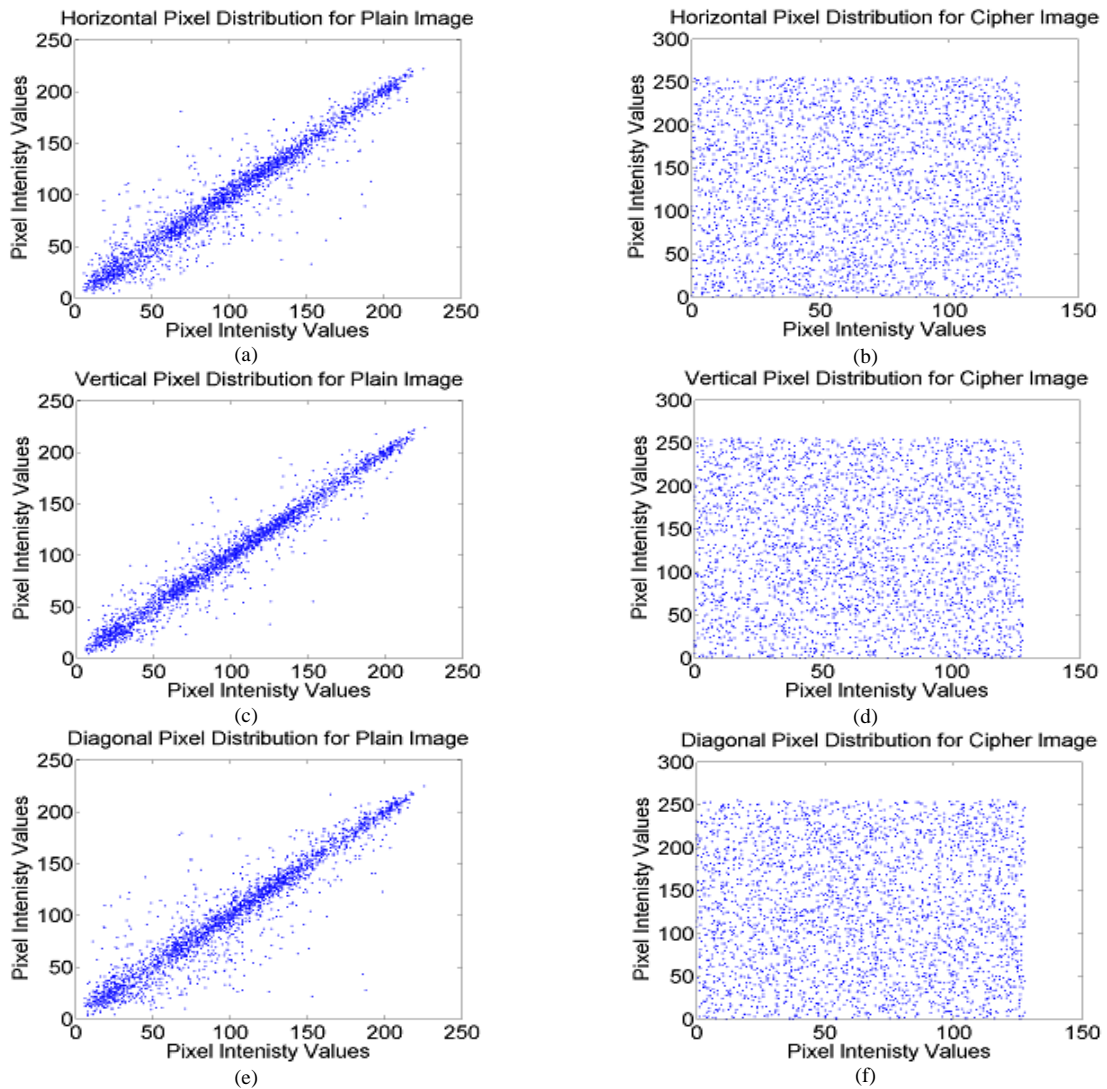 Horizontal Pixel Distribution for Plain Image
250
200
150
100
50
0
Pixel Intenisty Values
0 50 100 150 200 250
Pixel Intenisty Values
(a)
Horizontal Pixel Distribution for Cipher Image
300
250
200
150
100
50
0
Pixel Intenisty Values
0 50 100 150
Pixel Intenisty Values
(b)
Vertical Pixel Distribution for Plain Image
250
200
150
100
50
0
Pixel Intenisty Values
0 50 100 150 200 250
Pixel Intenisty Values
(c)
Vertical Pixel Distribution for Cipher Image
300
250
200
150
100
50
0
Pixel Intenisty Values
0 50 100 150
Pixel Intenisty Values
(d)
Diagonal Pixel Distribution for Plain Image
250
200
150
100
50
0
Pixel Intenisty Values
0 50 100 150 200 250
Pixel Intenisty Values
(e)
Diagonal Pixel Distribution for Cipher Image
300
250
200
150
100
50
0
Pixel Intenisty Values
0 50 100 150
Pixel Intenisty Values
(f)